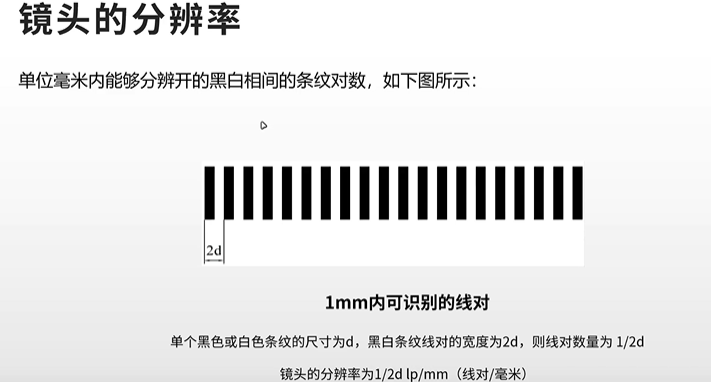 镜头的分辨率
单位毫米内能够分辨开的黑白相间的条纹对数，如下图所示：
2d
1mm内可识别的线对
单个黑色或白色条纹的尺寸为d，黑白条纹线对的宽度为2d，则线对数量为 1/2d
镜头的分辨率为1/2d lp/mm（线对/毫米）